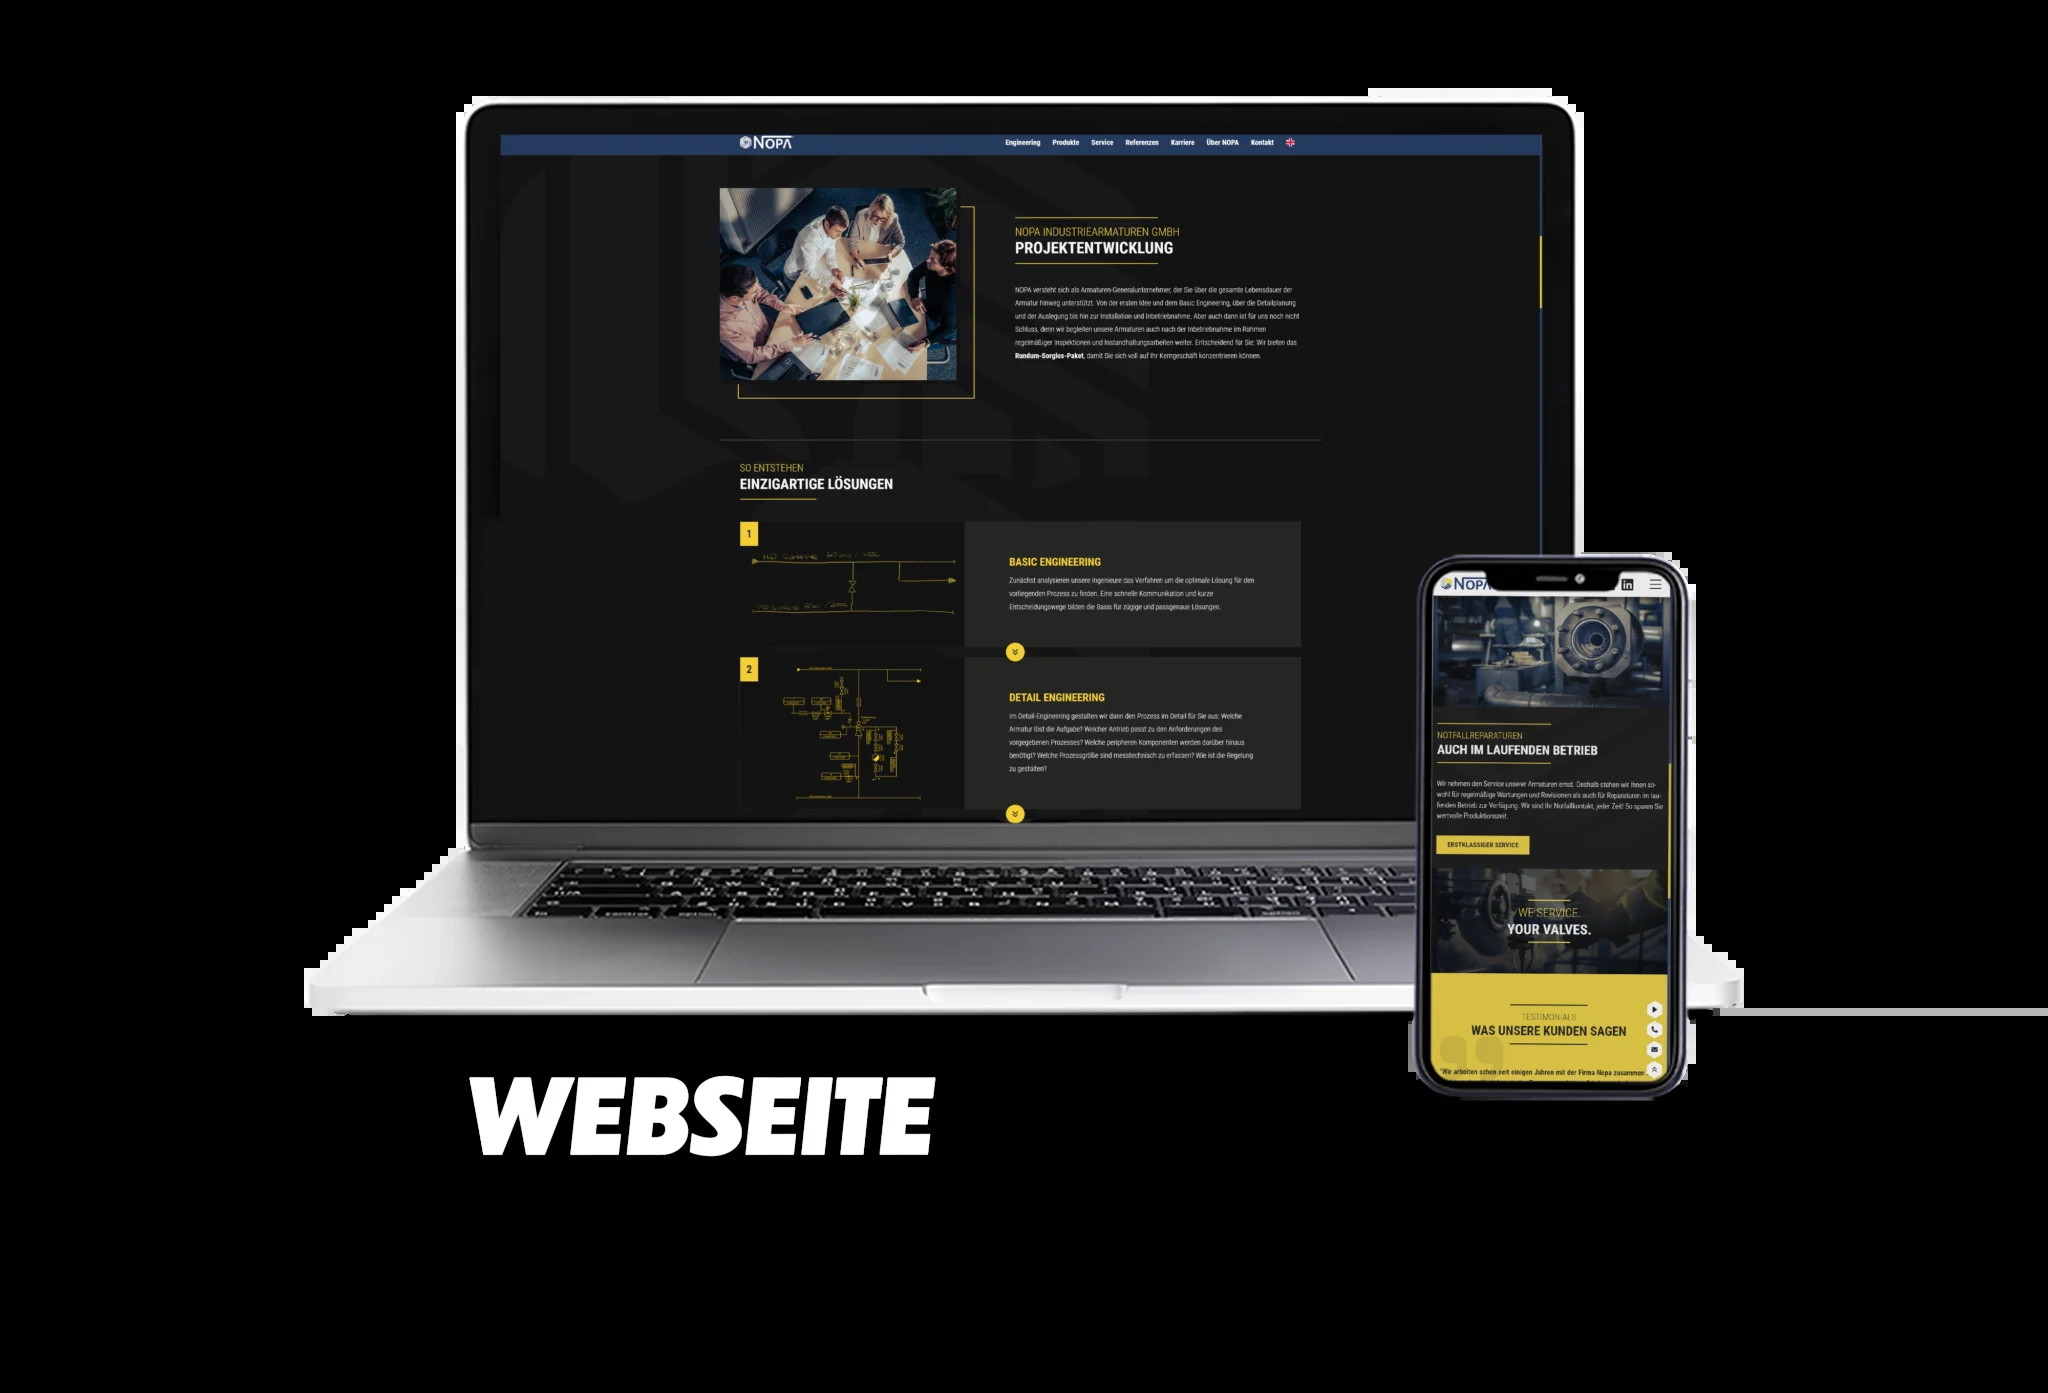 NOPA
Engineering Produkte Service Referenzen Karriere Über NOPA Kontakt
NOPA INDUSTRIEARMATUREN GMBH
PROJEKTENTWICKLUNG
NOPA versteht sich als Armaturen-Generalunternehmer, der Sie über die gesamte Lebensdauer der
Armatur hinweg unterstützt. Von der ersten Idee und dem Basic Engineering, über die Detailplanung
und der Auslegung bis hin zur Installation und Inbetriebnahme. Aber auch dann ist für uns noch nicht
Schluss, denn wir begleiten unsere Armaturen auch nach der Inbetriebnahme im Rahmen
regelmäßiger Inspektionen und Instandhaltungsarbeiten weiter. Entscheidend für Sie: Wir bieten das
Rundum-Sorglos-Paket, damit Sie sich voll auf Ihr Kerngeschäft konzentrieren können.
SO ENTSTEHEN
EINZIGARTIGE LÖSUNGEN
1
BASIC ENGINEERING
Zunächst analysieren unsere Ingenieure das Verfahren um die optimale Lösung für den
vorliegenden Prozess zu finden. Eine schnelle Kommunikation und kurze
Entscheidungswege bilden die Basis für zügige und passgenaue Lösungen.
2
DETAIL ENGINEERING
Im Detail-Engineering gestalten wir dann den Prozess im Detail für Sie aus: Welche
Armatur löst die Aufgabe? Welcher Antrieb passt zu den Anforderungen des
vorgegebenen Prozesses? Welche peripheren Komponenten werden darüber hinaus
benötigt? Welche Prozessgröße sind messtechnisch zu erfassen? Wie ist die Regelung
zu gestalten?
NOPA
in
NOTFALLREPARATUREN
AUCH IM LAUFENDEN BETRIEB
Wir nehmen den Service unserer Armaturen ernst. Deshalb stehen wir Ihnen so-
wohl für regelmäßige Wartungen und Revisionen als auch für Reparaturen im lau-
fenden Betrieb zur Verfügung. Wir sind Ihr Notfallkontakt, jeder Zeit! So sparen Sie
wertvolle Produktionszeit.
ERSTKLASSIGER SERVICE
WE SERVICE.
YOUR VALVES.
TESTIMONIALS
WAS UNSERE KUNDEN SAGEN
"Wir arbeiten schon seit einigen Jahren mit der Firma Nopa zusammen
WEBSEITE